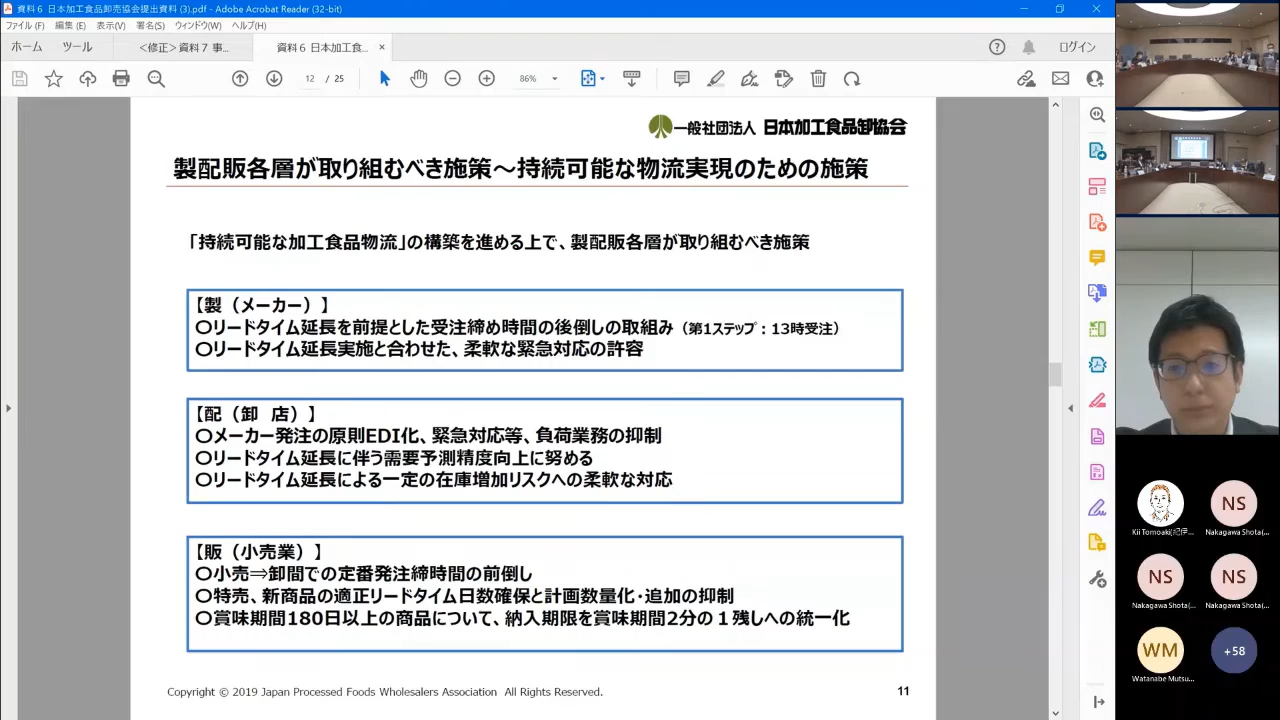 資料６ 日本加工食品卸売協会提出資料 (3).pdf - Adobe Acrobat Reader (32-bit)
ファイル(F) 編集(E) 表示(V) 署名(S) ウィンドウ(W) ヘルプ(H)
ホーム ツール <修正>資料７ 事... 資料６ 日本加工食... × ログイン
12 / 25 86%
一般社団法人 日本加工食品卸協会
製配販各層が取り組むべき施策～持続可能な物流実現のための施策
「持続可能な加工食品物流」の構築を進める上で、製配販各層が取り組むべき施策
【製（メーカー）】
〇リードタイム延長を前提とした受注締め時間の後倒しの取組み（第1ステップ：13時受注）
〇リードタイム延長実施と合わせた、柔軟な緊急対応の許容
【配（卸 店）】
〇メーカー発注の原則EDI化、緊急対応等、負荷業務の抑制
〇リードタイム延長に伴う需要予測精度向上に努める
〇リードタイム延長による一定の在庫増加リスクへの柔軟な対応
【販（小売業）】
〇小売⇒卸間での定番発注締時間の前倒し
〇特売、新商品の適正リードタイム日数確保と計画数量化・追加の抑制
〇賞味期間180日以上の商品について、納入期限を賞味期間2分の１残しへの統一化
Copyright © 2019 Japan Processed Foods Wholesalers Association All Rights Reserved.
11
NS
Kii Tomoaki(紀伊... Nakagawa Shota(...
NS NS
Nakagawa Shota(... Nakagawa Shota(...
WM +58
Watanabe Mutsu...